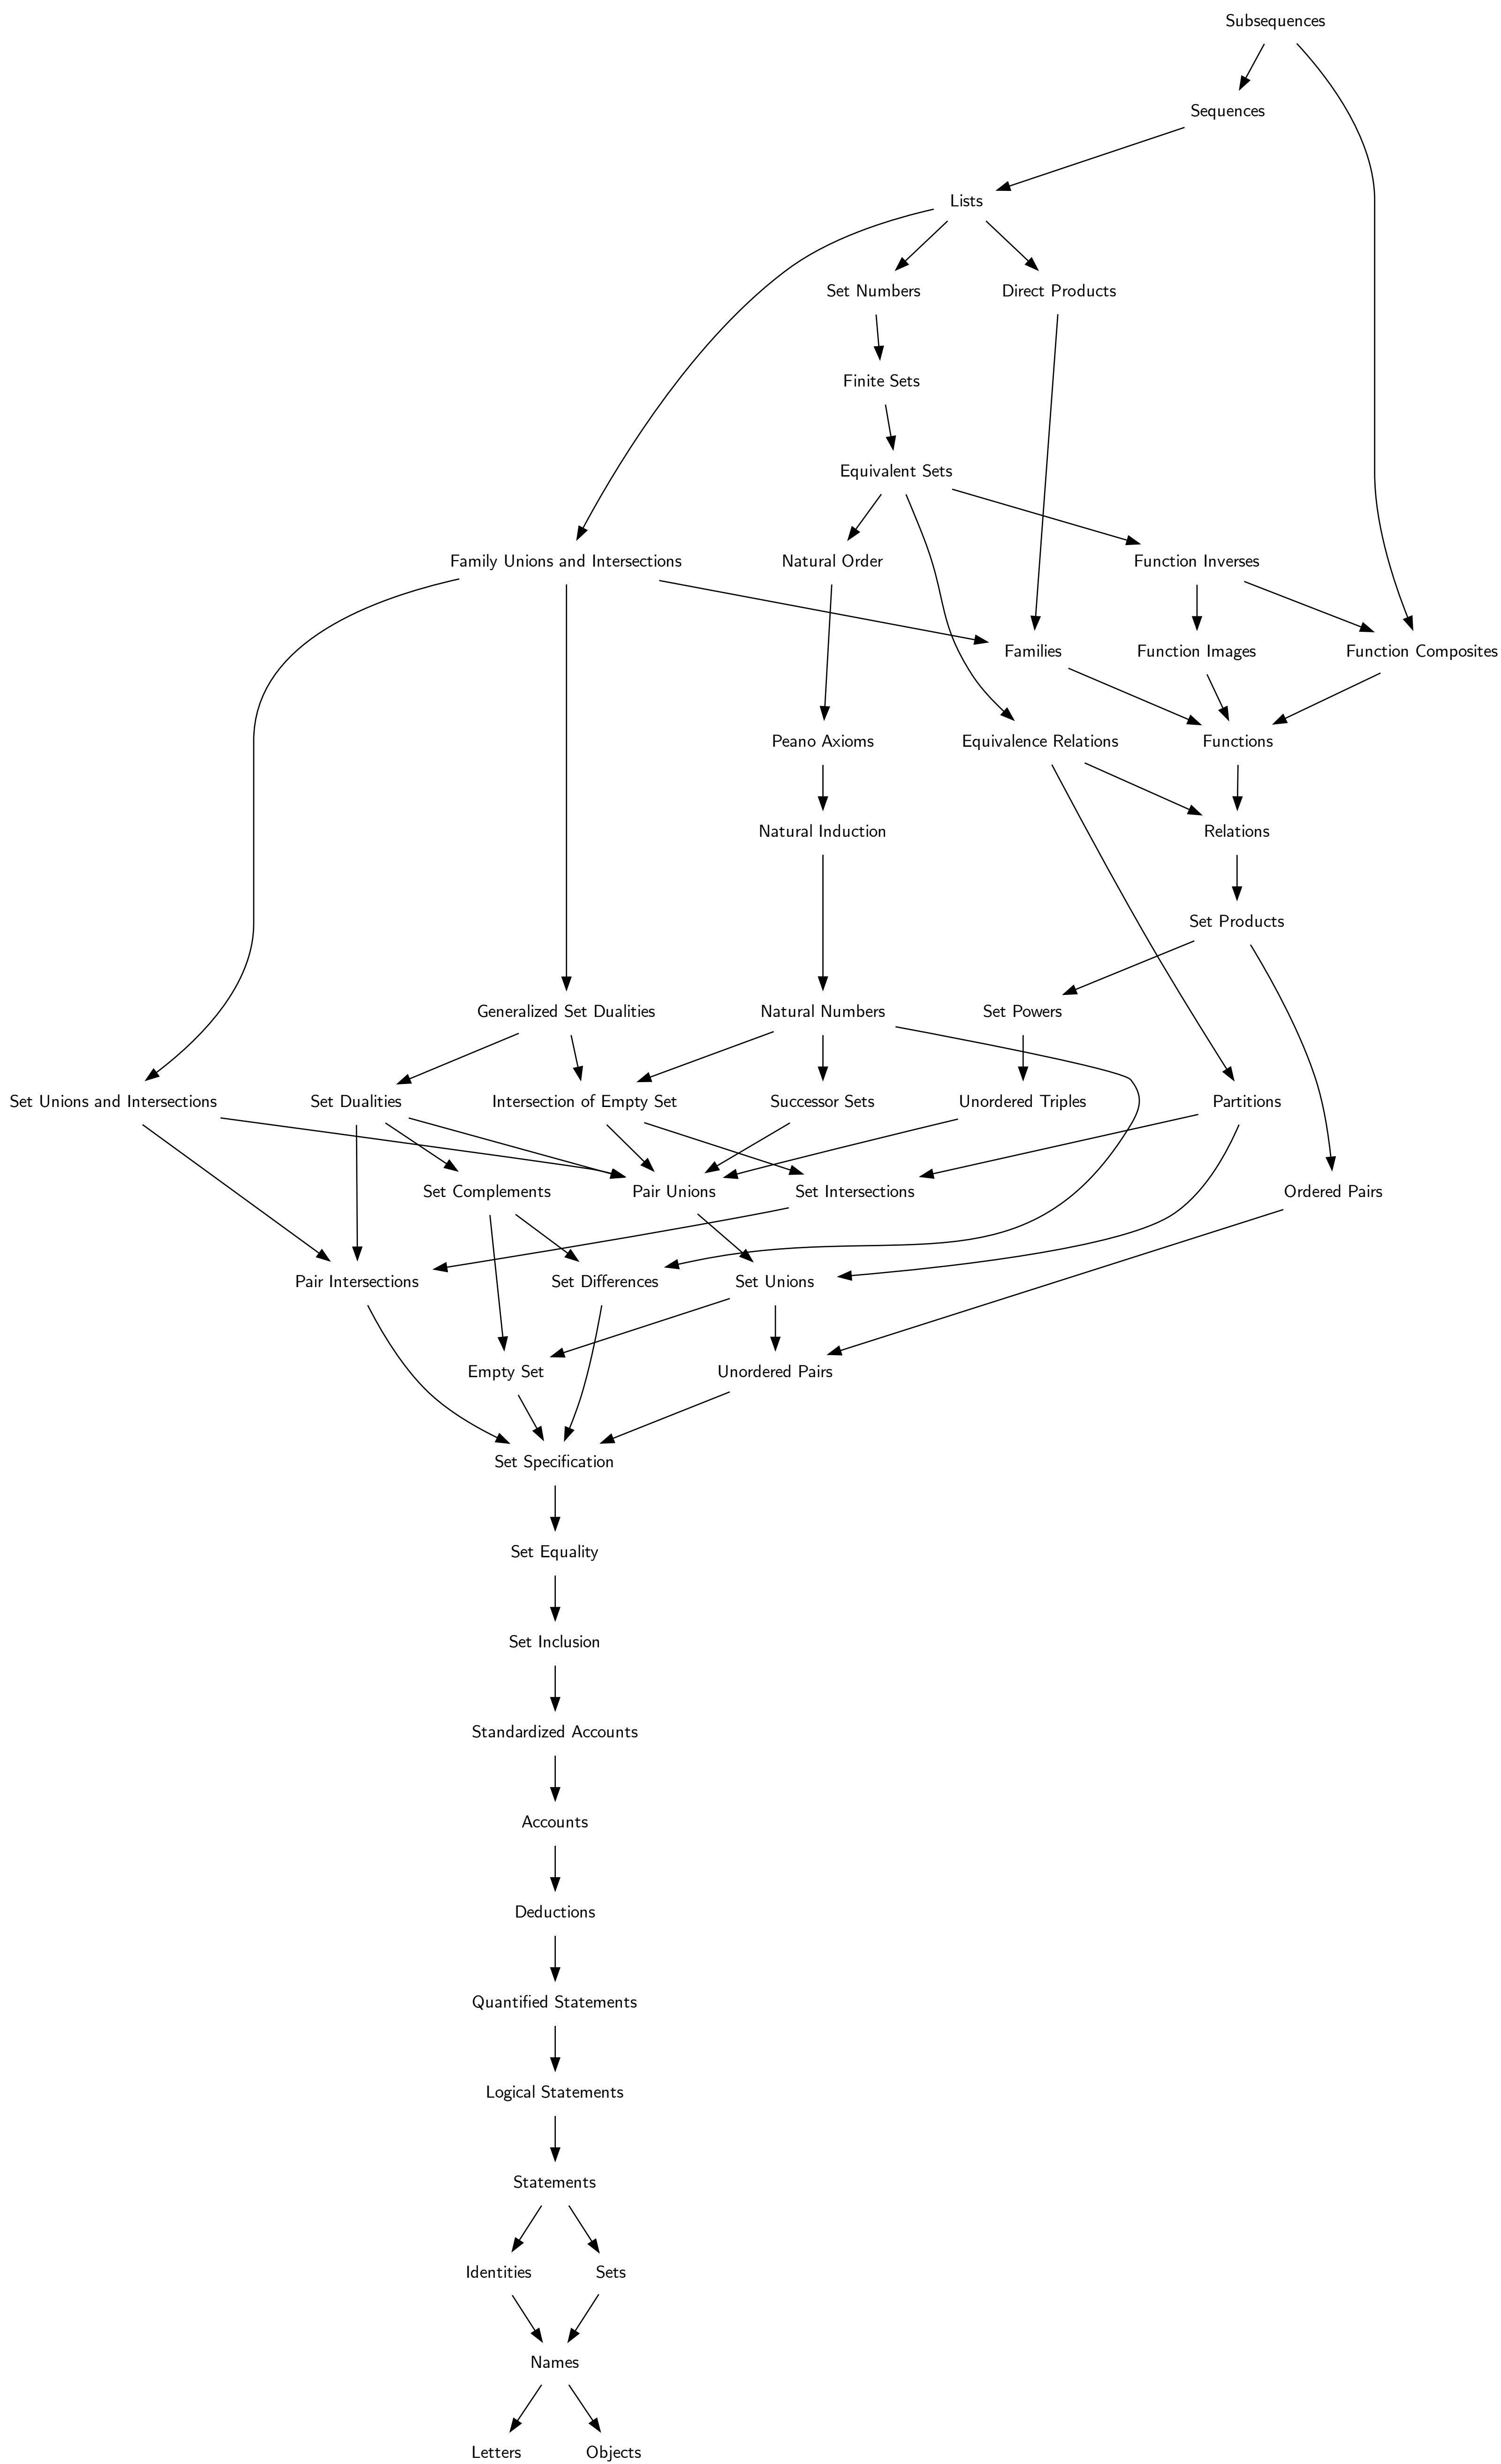 Subsequences
Sequences
Lists
Set Numbers
Direct Products
Finite Sets
Equivalent Sets
Family Unions and Intersections
Natural Order
Function Inverses
Families
Function Images
Function Composites
Peano Axioms
Equivalence Relations
Functions
Natural Induction
Relations
Set Products
Generalized Set Dualities
Natural Numbers
Set Powers
Set Unions and Intersections
Set Dualities
Intersection of Empty Set
Successor Sets
Unordered Triples
Partitions
Set Complements
Pair Unions
Set Intersections
Ordered Pairs
Pair Intersections
Set Differences
Set Unions
Empty Set
Unordered Pairs
Set Specification
Set Equality
Set Inclusion
Standardized Accounts
Accounts
Deductions
Quantified Statements
Logical Statements
Statements
Identities
Sets
Names
Letters
Objects